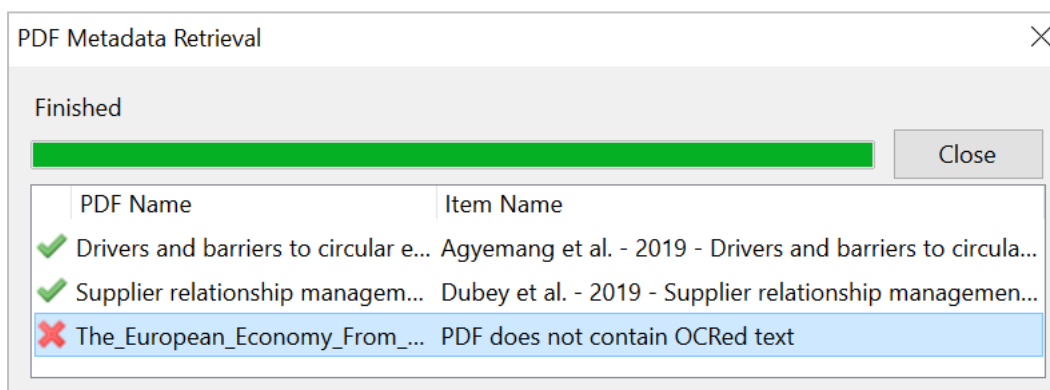 PDF Metadata Retrieval
Finished
Close
PDF Name Item Name
Drivers and barriers to circular e... Agyemang et al. - 2019 - Drivers and barriers to circula...
Supplier relationship managem... Dubey et al. - 2019 - Supplier relationship managemen...
The_European_Economy_From_... PDF does not contain OCRed text